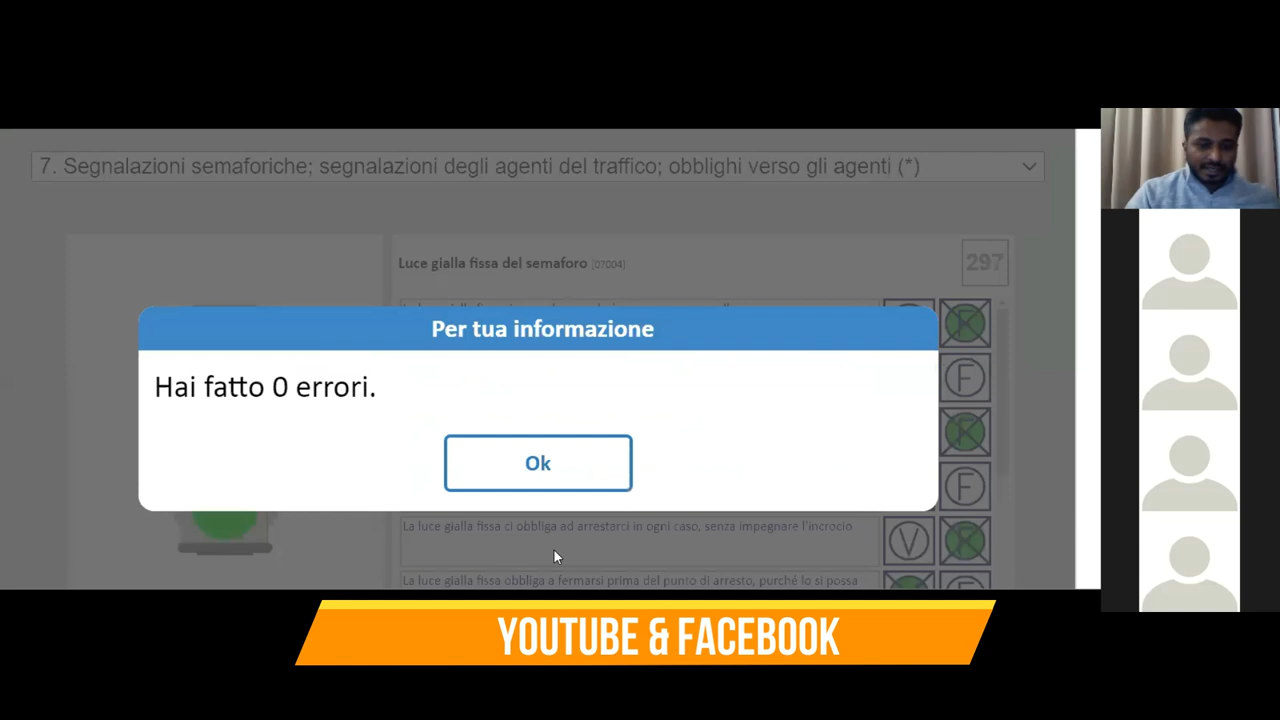 7. Segnalazioni semaforiche; segnalazioni degli agenti del traffico; obblighi verso gli agenti (*)
Luce gialla fissa del semaforo [07004]
297
Per tua informazione
Hai fatto 0 errori.
Ok
F
F
F
F
La luce gialla fissa ci obbliga ad arrestarci in ogni caso, senza impegnare l'incrocio
V
F
La luce gialla fissa obbliga a fermarsi prima del punto di arresto, purché lo si possa
YOUTUBE & FACEBOOK